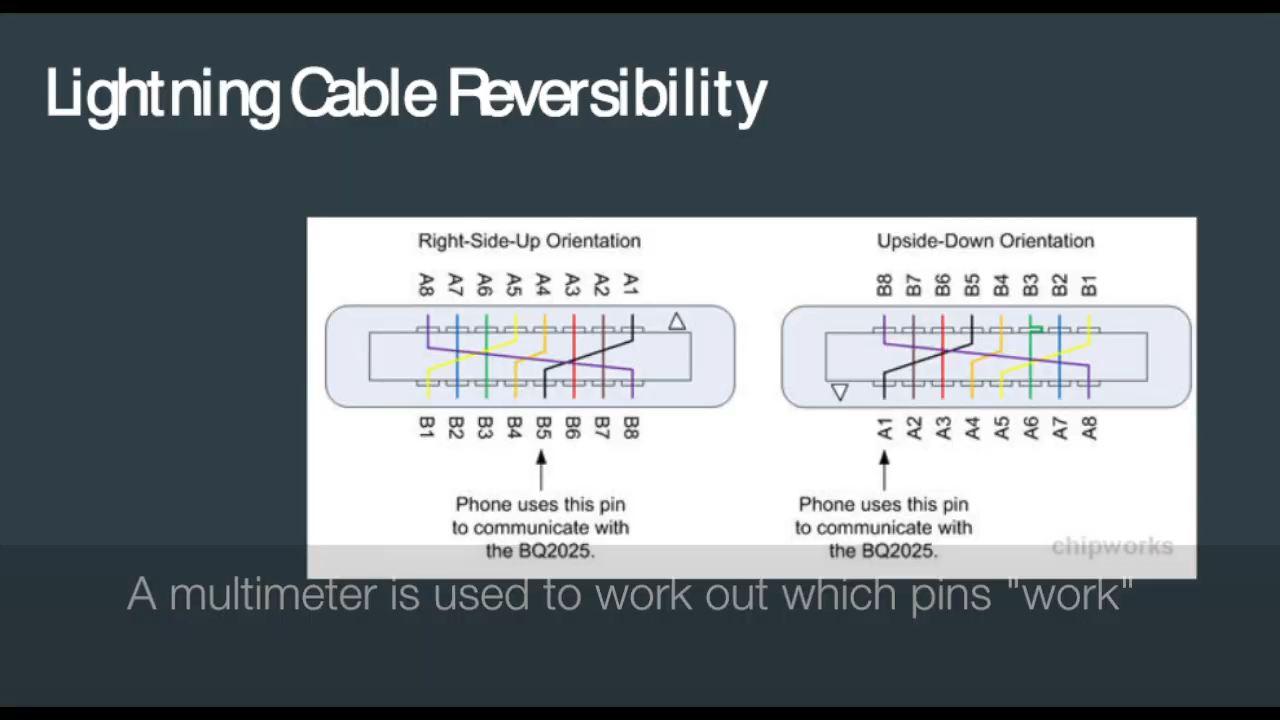 Lightning Cable Reversibility
Right-Side-Up Orientation
A8 A7 A6 A5 A4 A3 A2 A1
B1 B2 B3 B4 B5 B6 B7 B8
Phone uses this pin
to communicate with
the BQ2025.
Upside-Down Orientation
B8 B7 B6 B5 B4 B3 B2 B1
A1 A2 A3 A4 A5 A6 A7 A8
Phone uses this pin
to communicate with
the BQ2025.
chipworks
A multimeter is used to work out which pins "work"